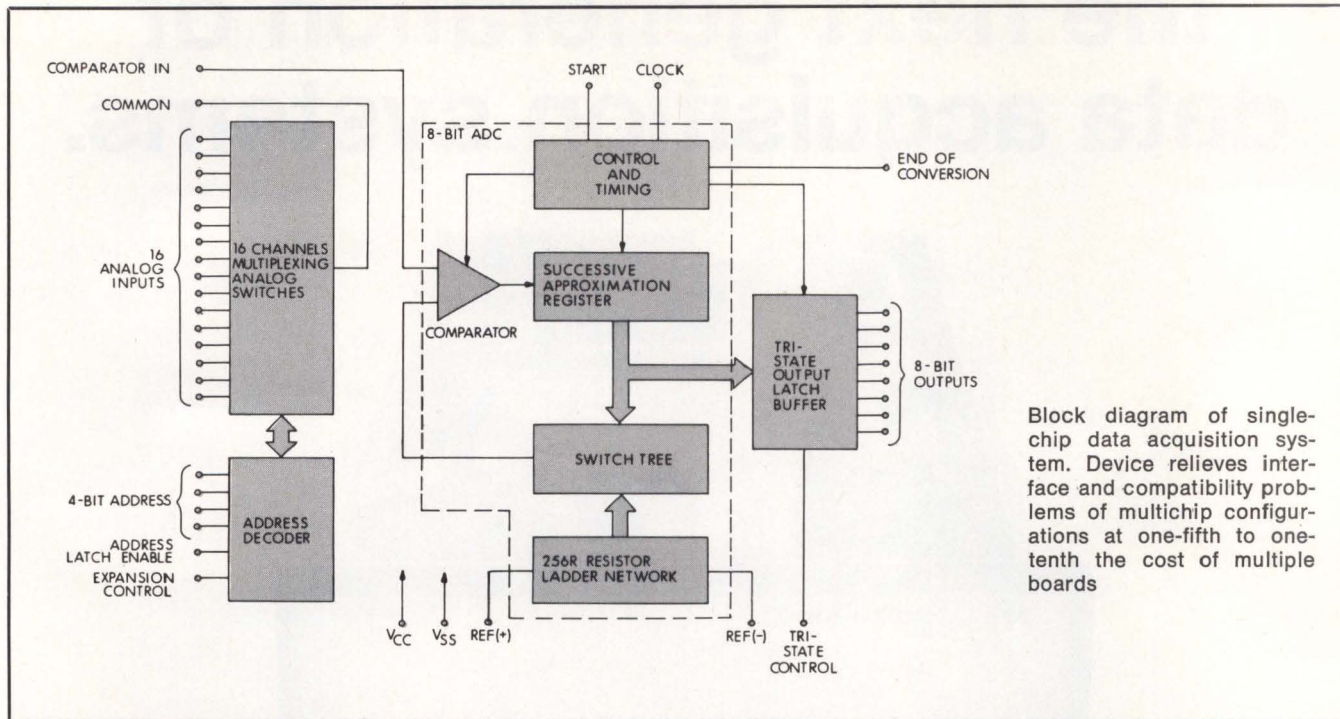 COMPARATOR IN
COMMON
16
ANALOG
INPUTS
16 CHANNELS
MULTIPLEXING
ANALOG
SWITCHES
4-BIT ADDRESS
ADDRESS
LATCH ENABLE
EXPANSION
CONTROL
ADDRESS
DECODER
START
CLOCK
8-BIT ADC
CONTROL
AND
TIMING
END OF
CONVERSION
COMPARATOR
SUCCESSIVE
APPROXIMATION
REGISTER
TRI-
STATE
OUTPUT
LATCH
BUFFER
8-BIT
OUTPUTS
SWITCH TREE
256R RESISTOR
LADDER NETWORK
VCC
VSS
REF(+)
REF(-)
TRI-
STATE
CONTROL
Block diagram of single-
chip data acquisition sys-
tem. Device relieves inter-
face and compatibility prob-
lems of multichip configur-
ations at one-fifth to one-
tenth the cost of multiple
boards